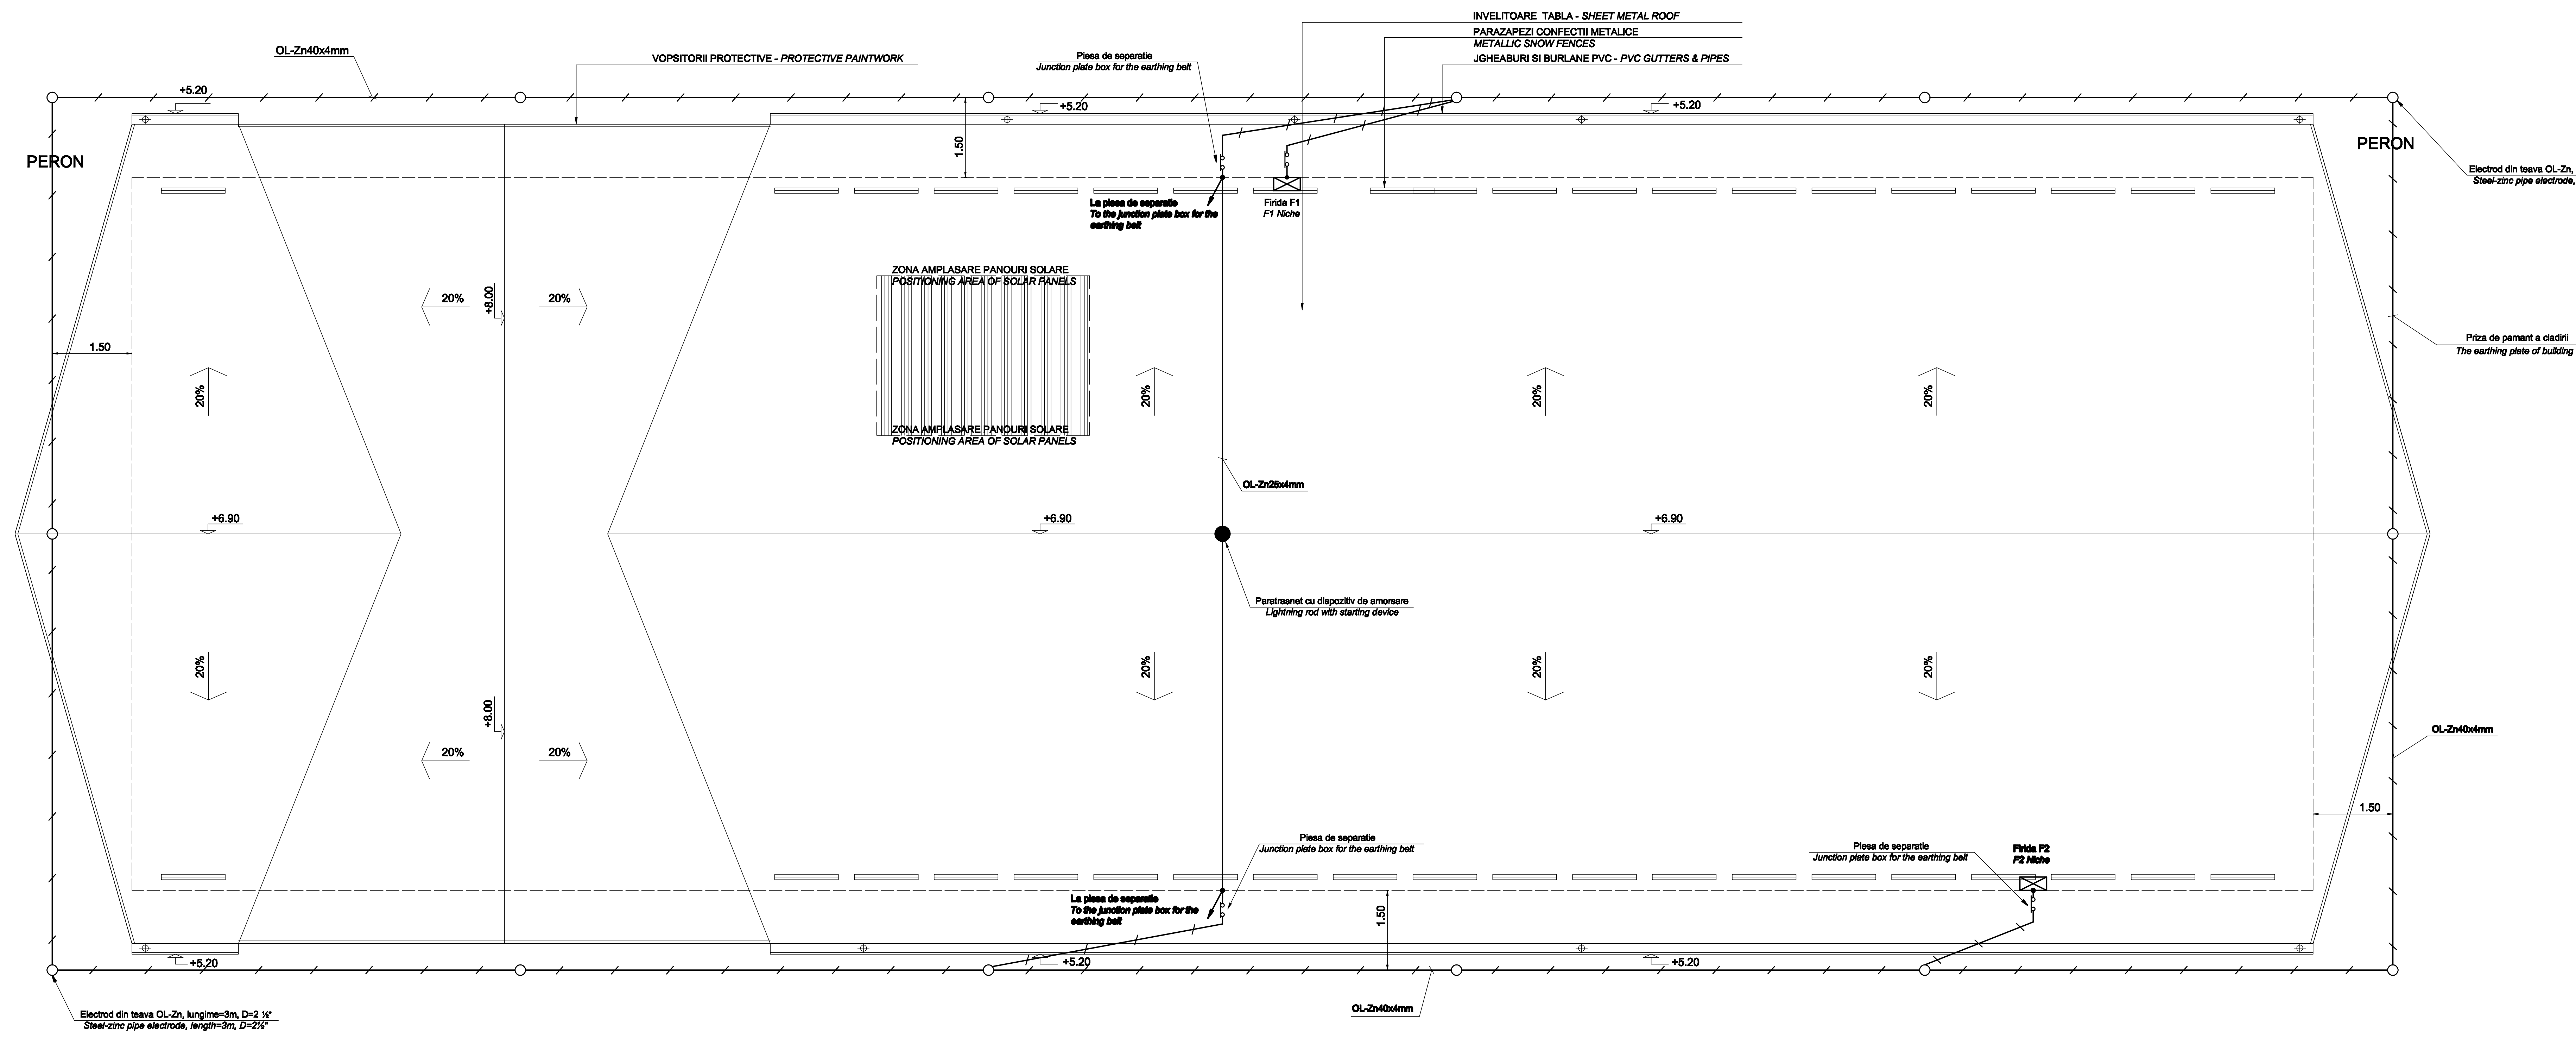 INVELITOARE TABLA - SHEET METAL ROOF
PARAZAPEZI CONFECTII METALICE
METALLIC SNOW FENCES
JGHEABURI SI BURLANE PVC - PVC GUTTERS & PIPES
OL-Zn40x4mm
VOPSITORII PROTECTIVE - PROTECTIVE PAINTWORK
Piesa de separatie
Junction plate box for the earthing belt
+5.20
+5.20
+5.20
PERON
PERON
1.50
Electrod din teava OL-Zn,
Steel-zinc pipe electrode,
La piesa de separatie
To the junction plate box for the
earthing belt
Firida F1
F1 Niche
ZONA AMPLASARE PANOURI SOLARE
POSITIONING AREA OF SOLAR PANELS
20%
+8.00
20%
1.50
Priza de pamant a cladirii
The earthing plate of building
20%
20%
20%
20%
ZONA AMPLASARE PANOURI SOLARE
POSITIONING AREA OF SOLAR PANELS
OL-Zn25x4mm
+6.90
+6.90
+6.90
Paratrasnet cu dispozitiv de amorsare
Lightning rod with starting device
20%
20%
20%
20%
+8.00
20%
20%
OL-Zn40x4mm
1.50
Piesa de separatie
Junction plate box for the earthing belt
Piesa de separatie
Junction plate box for the earthing belt
Firida F2
F2 Niche
La piesa de separatie
To the junction plate box for the
earthing belt
1.50
+5.20
+5.20
+5.20
OL-Zn40x4mm
Electrod din teava OL-Zn, lungime=3m, D=2 ½"
Steel-zinc pipe electrode, length=3m, D=2½"